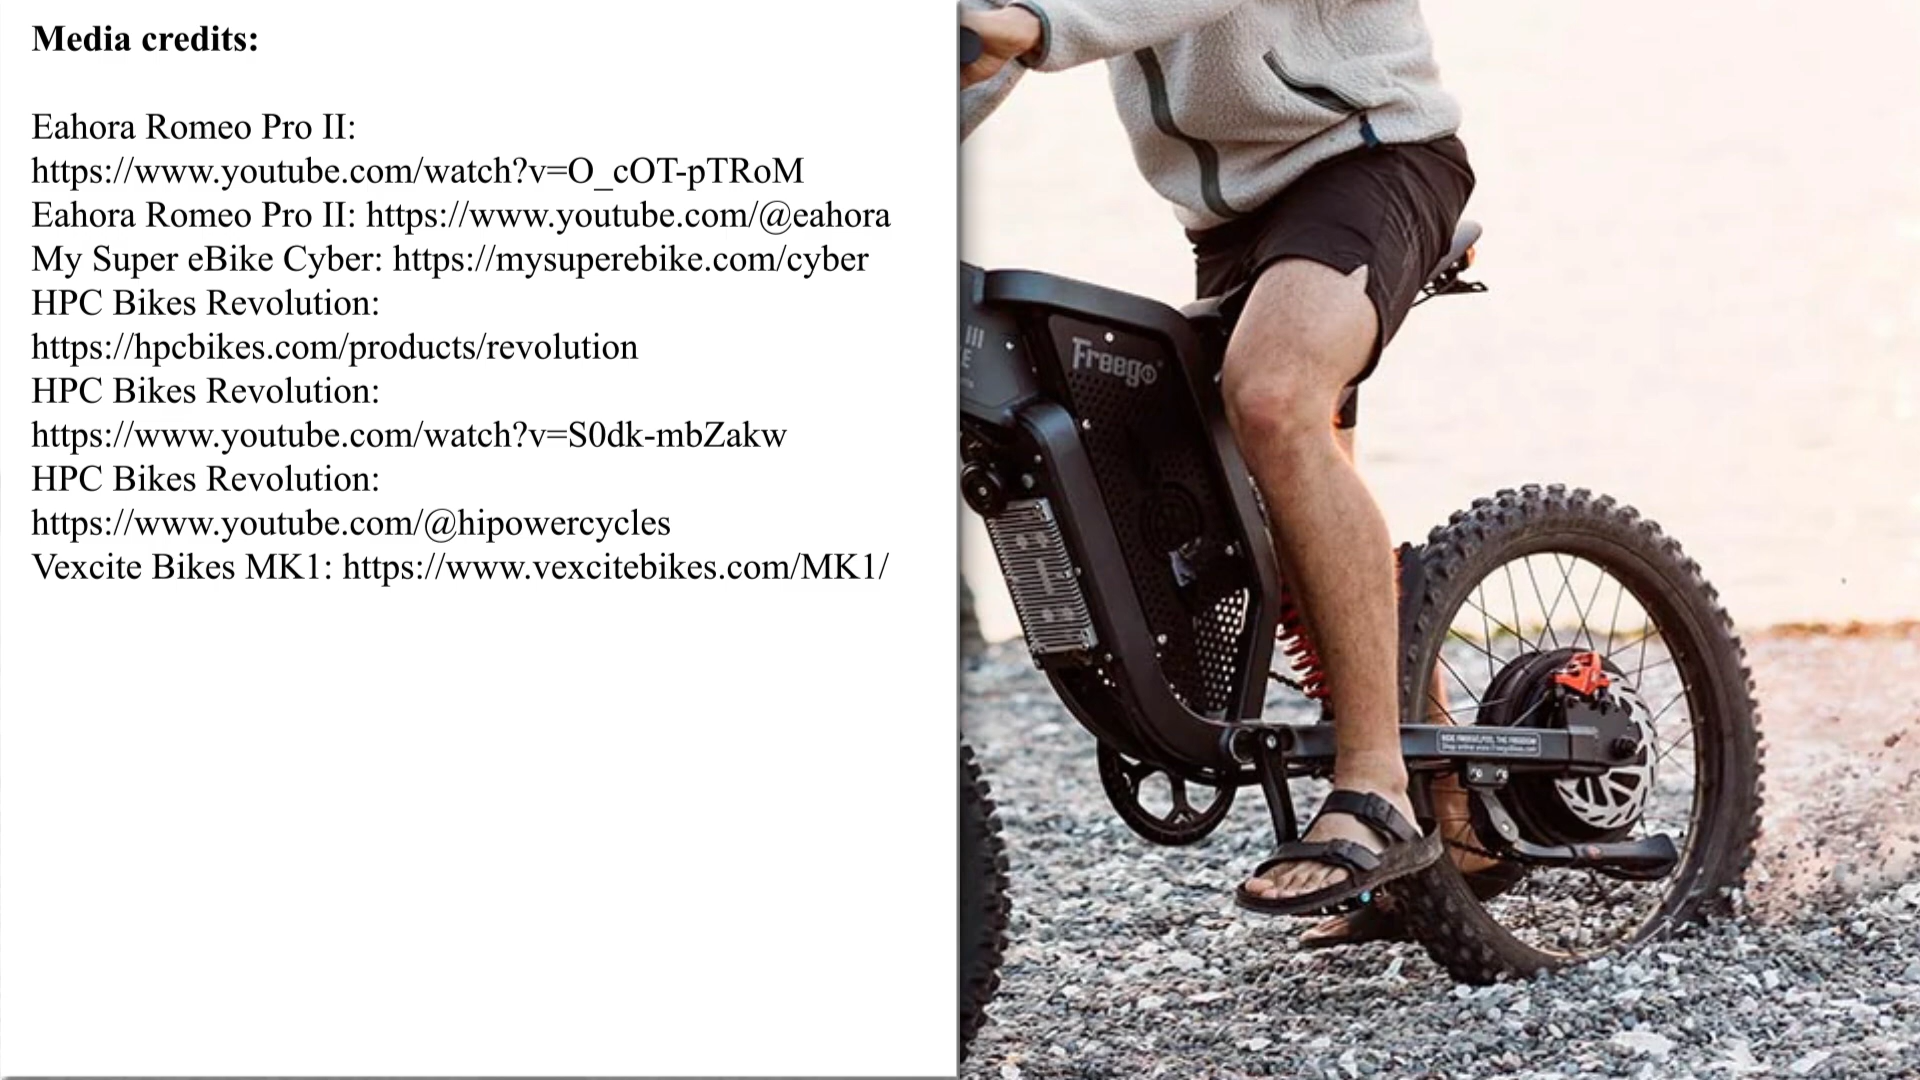 Media credits:
Eahora Romeo Pro II:
https://www.youtube.com/watch?v=O_cOT-pTRoM
Eahora Romeo Pro II: https://www.youtube.com/@eahora
My Super eBike Cyber: https://mysuperebike.com/cyber
HPC Bikes Revolution:
https://hpcbikes.com/products/revolution
HPC Bikes Revolution:
https://www.youtube.com/watch?v=S0dk-mbZakw
HPC Bikes Revolution:
https://www.youtube.com/@hipowercycles
Vexcite Bikes MK1: https://www.vexcitebikes.com/MK1/
III
E
Freego